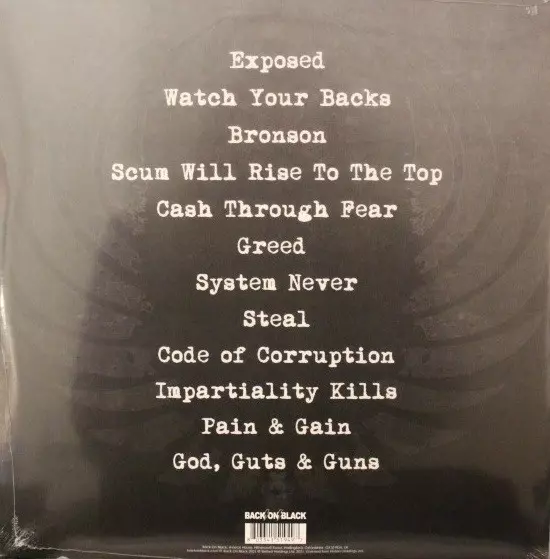 Exposed
Watch Your Backs
Bronson
Scum Will Rise To The Top
Cash Through Fear
Greed
System Never
Steal
Code of Corruption
Impartiality Kills
Pain & Gain
God, Guts & Guns
BACK ON BLACK